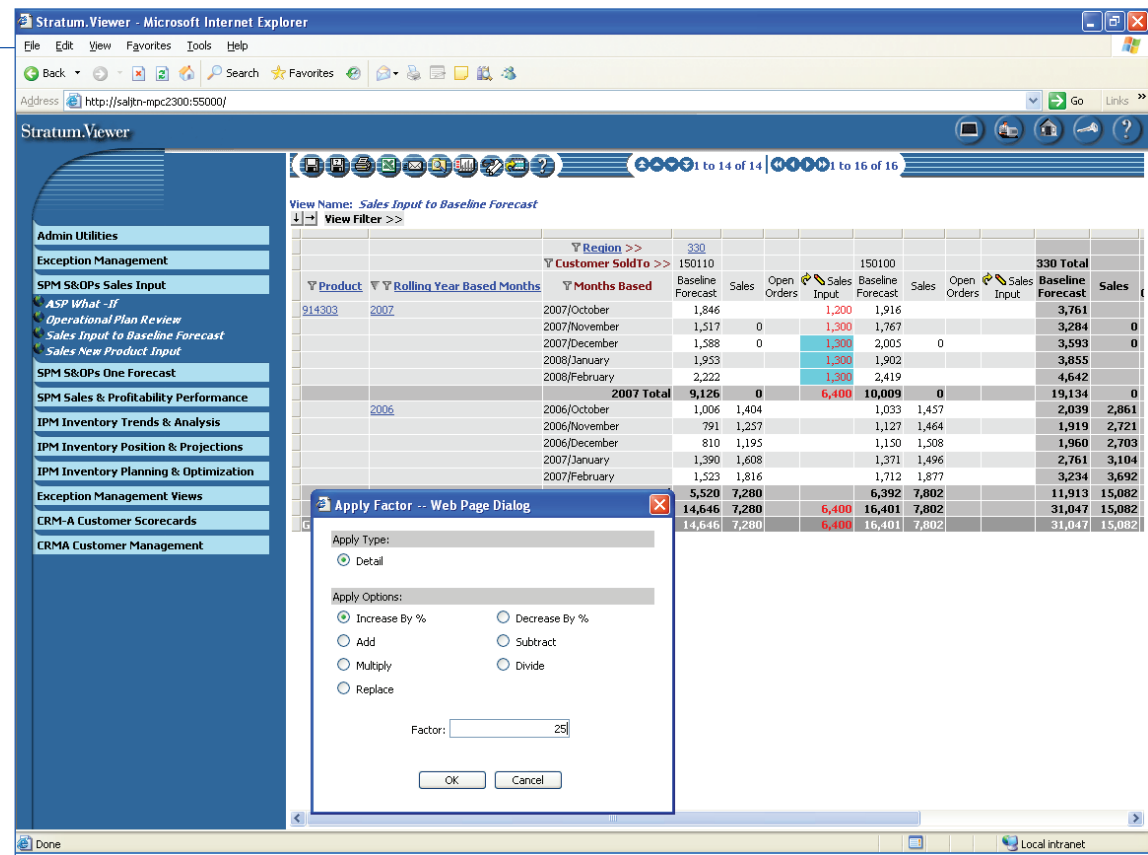 Stratum.Viewer - Microsoft Internet Explorer
File Edit View Favorites Tools Help
Back Search Favorites
Address http://saljtn-mpc2300:55000/ Go Links »
Stratum.Viewer
1 to 14 of 14 1 to 16 of 16
View Name: Sales Input to Baseline Forecast
View Filter >>
Admin Utilities
Exception Management
SPM S&OPs Sales Input
ASP What -If
Operational Plan Review
Sales Input to Baseline Forecast
Sales New Product Input
SPM S&OPs One Forecast
SPM Sales & Profitability Performance
IPM Inventory Trends & Analysis
IPM Inventory Position & Projections
IPM Inventory Planning & Optimization
Exception Management Views
CRM-A Customer Scorecards
CRMA Customer Management
Region >> 330
Customer SoldTo >> 150110 150100 330 Total
Product Rolling Year Based Months Months Based Baseline Forecast Sales Open Orders Sales Input Baseline Forecast Sales Open Orders Sales Input Baseline Forecast Sales
914303 2007 2007/October 1,846 1,200 1,916 3,761
2007/November 1,517 0 1,300 1,767 3,284 0
2007/December 1,588 0 1,300 2,005 0 3,593 0
2008/January 1,953 1,300 1,902 3,855
2008/February 2,222 1,300 2,419 4,642
2007 Total 9,126 0 6,400 10,009 0 19,134 0
2006 2006/October 1,006 1,404 1,033 1,457 2,039 2,861
2006/November 791 1,257 1,127 1,464 1,919 2,721
2006/December 810 1,195 1,150 1,508 1,960 2,703
2007/January 1,390 1,608 1,371 1,496 2,761 3,104
2007/February 1,523 1,816 1,712 1,877 3,234 3,692
5,520 7,280 6,392 7,802 11,913 15,082
14,646 7,280 6,400 16,401 7,802 31,047 15,082
G 14,646 7,280 6,400 16,401 7,802 31,047 15,082
Apply Factor -- Web Page Dialog
Apply Type:
Detail
Apply Options:
Increase By % Decrease By %
Add Subtract
Multiply Divide
Replace
Factor: 25
OK Cancel
Done Local intranet